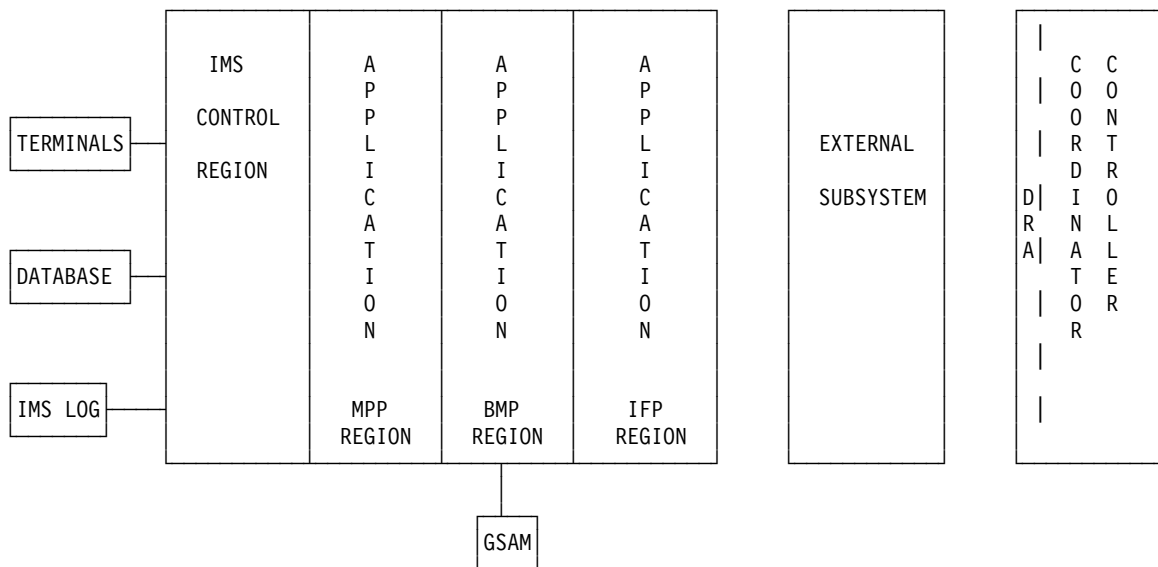 IMS
CONTROL
REGION
TERMINALS
DATABASE
IMS LOG
APPLICATION
MPP
REGION
APPLICATION
BMP
REGION
APPLICATION
IFP
REGION
GSAM
EXTERNAL
SUBSYSTEM
DRA
COORDINATOR
CONTROLLER